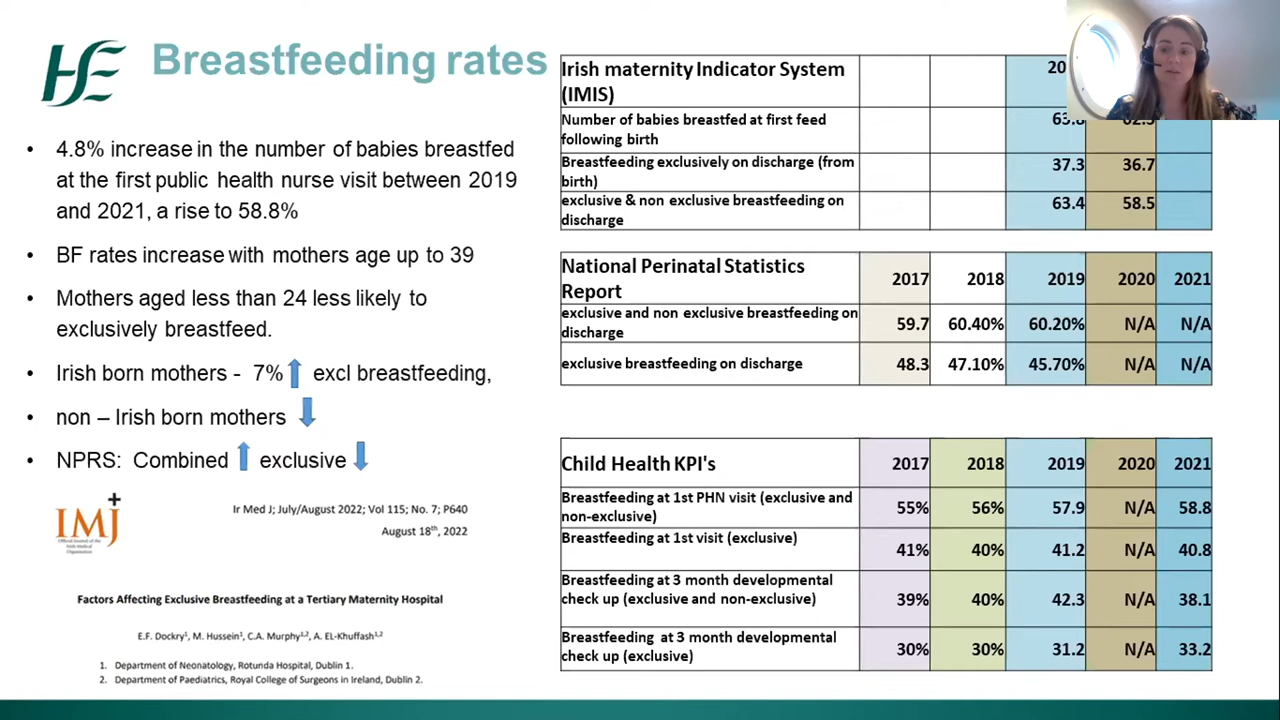 HSE
Breastfeeding rates
• 4.8% increase in the number of babies breastfed
at the first public health nurse visit between 2019
and 2021, a rise to 58.8%
• BF rates increase with mothers age up to 39
• Mothers aged less than 24 less likely to
exclusively breastfeed.
• Irish born mothers - 7% excl breastfeeding,
• non – Irish born mothers
• NPRS: Combined exclusive
IMJ
Ir Med J; July/August 2022; Vol 115; No. 7; P640
August 18th, 2022
Factors Affecting Exclusive Breastfeeding at a Tertiary Maternity Hospital
E.F. Dockry1, M. Hussein1, C.A. Murphy1,2, A. EL-Khuffash1,2
1. Department of Neonatology, Rotunda Hospital, Dublin 1.
2. Department of Paediatrics, Royal College of Surgeons in Ireland, Dublin 2.
Irish maternity Indicator System
(IMIS)
Number of babies breastfed at first feed
following birth
Breastfeeding exclusively on discharge (from
birth) 37.3 36.7
exclusive & non exclusive breastfeeding on
discharge 63.4 58.5
National Perinatal Statistics
Report 2017 2018 2019 2020 2021
exclusive and non exclusive breastfeeding on
discharge 59.7 60.40% 60.20% N/A N/A
exclusive breastfeeding on discharge 48.3 47.10% 45.70% N/A N/A
Child Health KPI's 2017 2018 2019 2020 2021
Breastfeeding at 1st PHN visit (exclusive and
non-exclusive) 55% 56% 57.9 N/A 58.8
Breastfeeding at 1st visit (exclusive) 41% 40% 41.2 N/A 40.8
Breastfeeding at 3 month developmental
check up (exclusive and non-exclusive) 39% 40% 42.3 N/A 38.1
Breastfeeding at 3 month developmental
check up (exclusive) 30% 30% 31.2 N/A 33.2